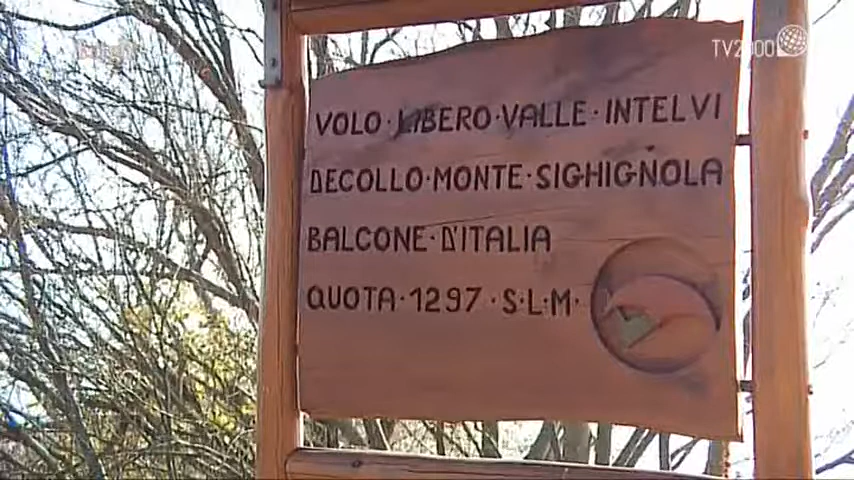 TV2000
VOLO·LIBERO·VALLE·INTELVI
DECOLLO·MONTE·SIGHIGNOLA
BALCONE·D'ITALIA
QUOTA·1297·S·L·M·